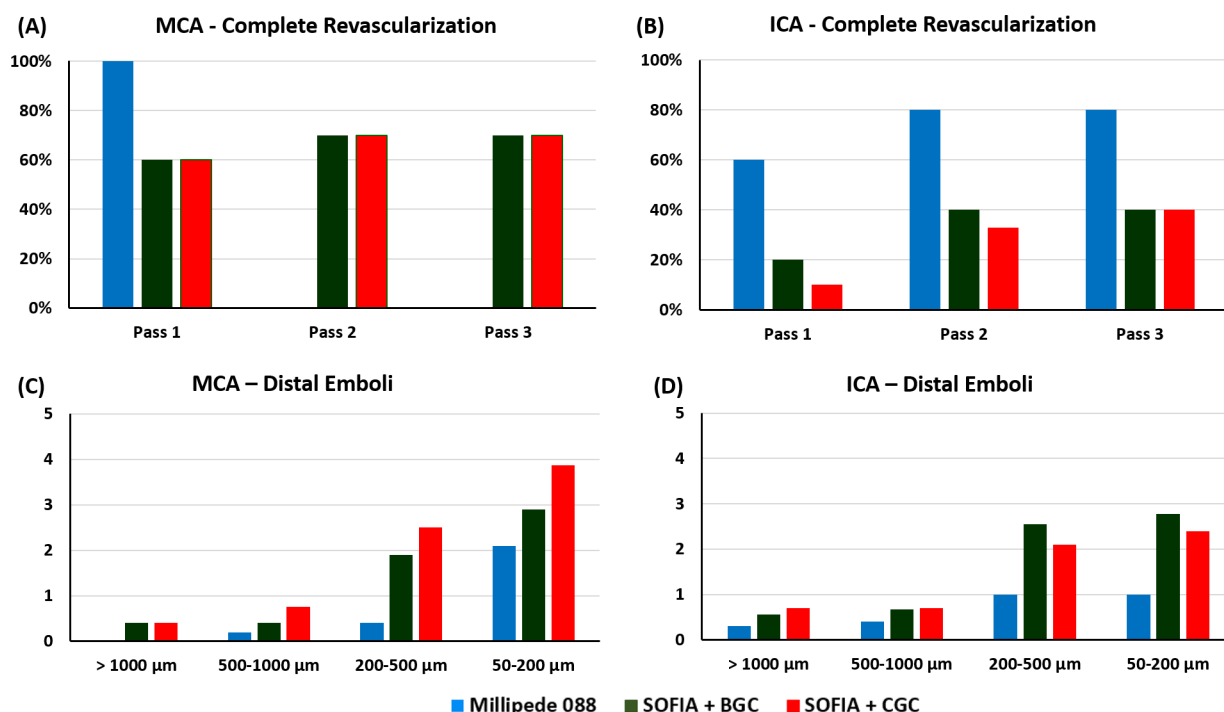 (A) MCA - Complete Revascularization
100%
80%
60%
40%
20%
0%
Pass 1 Pass 2 Pass 3
(B) ICA - Complete Revascularization
100%
80%
60%
40%
20%
0%
Pass 1 Pass 2 Pass 3
(C) MCA – Distal Emboli
5
4
3
2
1
0
> 1000 µm 500-1000 µm 200-500 µm 50-200 µm
(D) ICA – Distal Emboli
5
4
3
2
1
0
> 1000 µm 500-1000 µm 200-500 µm 50-200 µm
Millipede 088 SOFIA + BGC SOFIA + CGC